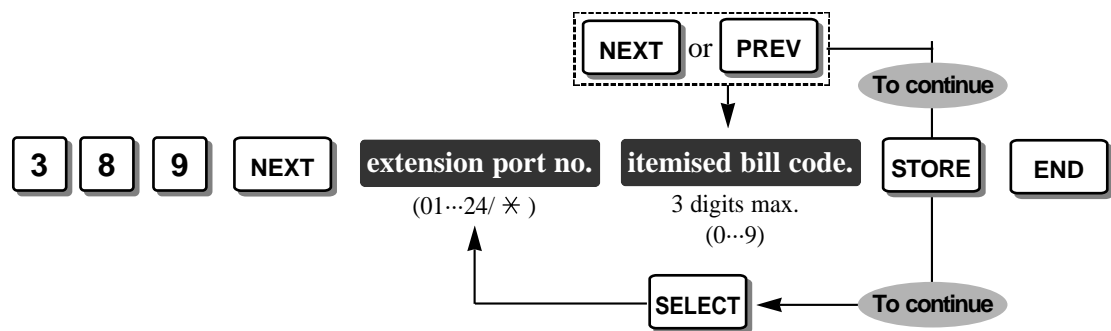 NEXT or PREV
To continue
3 8 9 NEXT extension port no. itemised bill code. STORE END
(01···24/ ✳ ) 3 digits max.
(0···9)
SELECT To continue